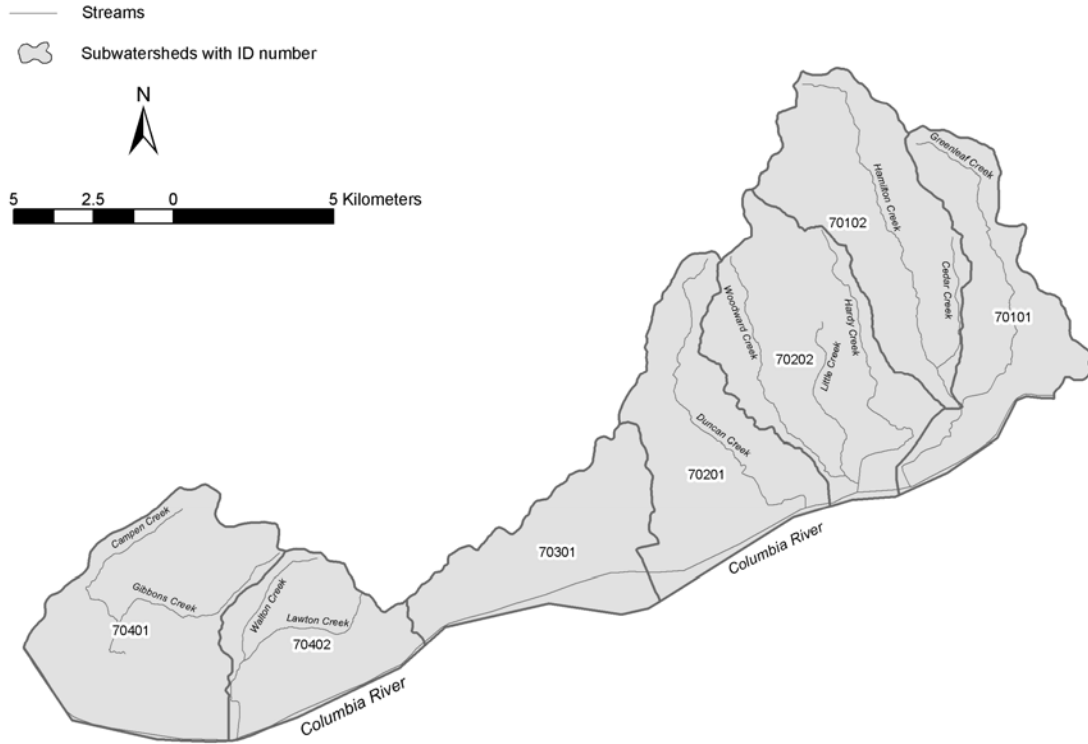 Streams
Subwatersheds with ID number
N
5 2.5 0 5 Kilometers
Greenleaf Creek
Hamilton Creek
70102
Cedar Creek
70101
Woodward Creek
Hardy Creek
70202
Little Creek
Duncan Creek
70201
Columbia River
70301
Campen Creek
Gibbons Creek
70401
Walton Creek
Lawton Creek
70402
Columbia River